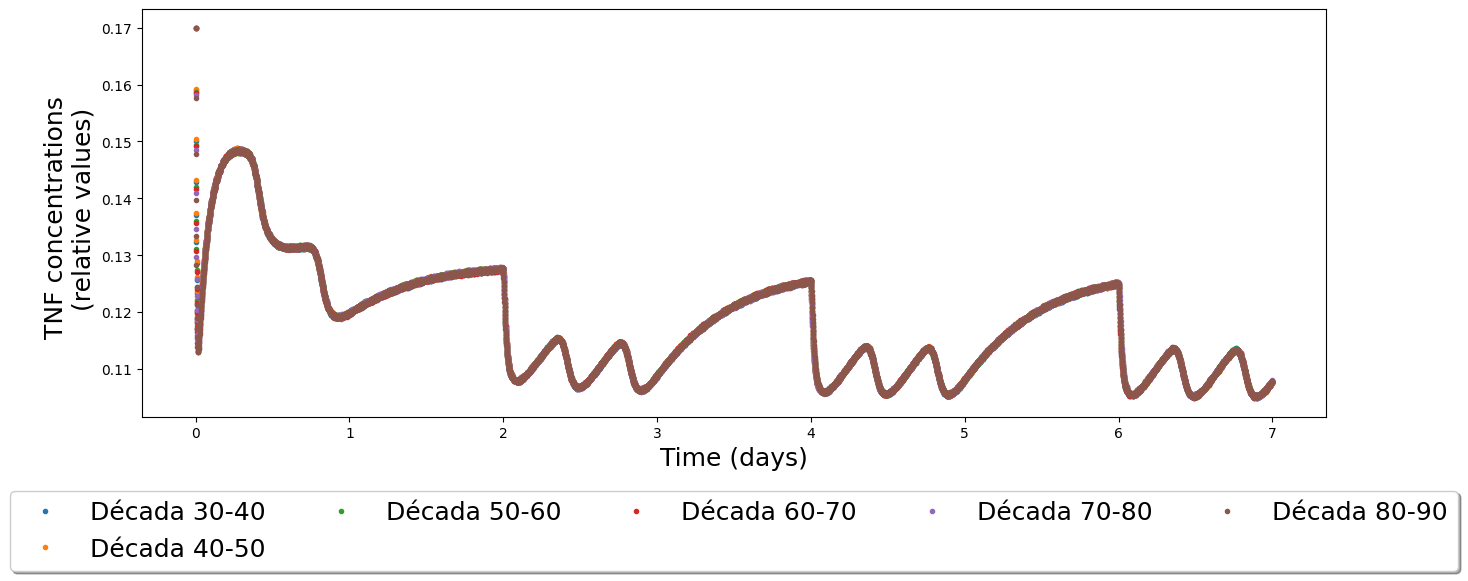 0.17
0.16
0.15
0.14
0.13
0.12
0.11
TNF concentrations
(relative values)
0 1 2 3 4 5 6 7
Time (days)
Década 30-40 Década 50-60 Década 60-70 Década 70-80 Década 80-90
Década 40-50